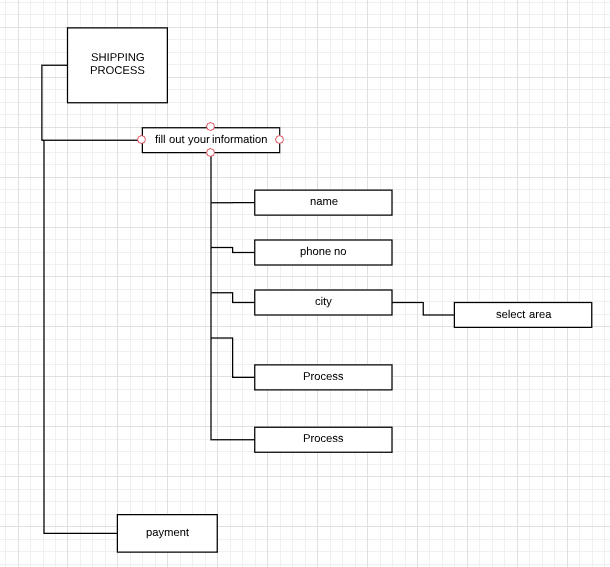 SHIPPING
PROCESS
fill out your information
name
phone no
city
select area
Process
Process
payment